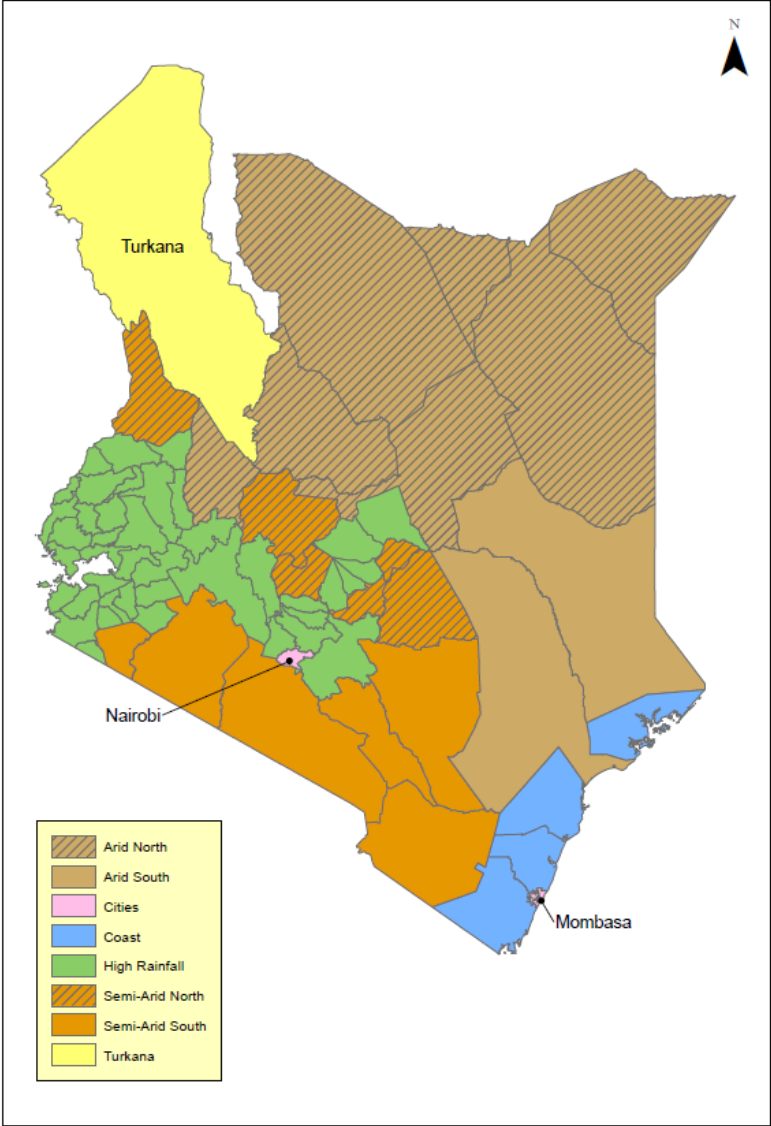 N
Turkana
Nairobi
Arid North
Arid South
Cities
Coast
High Rainfall
Semi-Arid North
Semi-Arid South
Turkana
Mombasa